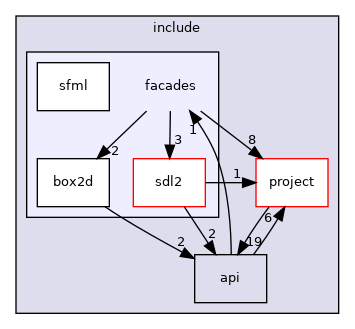 include
sfml
facades
2
3
1
8
box2d
sdl2
1
project
2
2
6
19
api